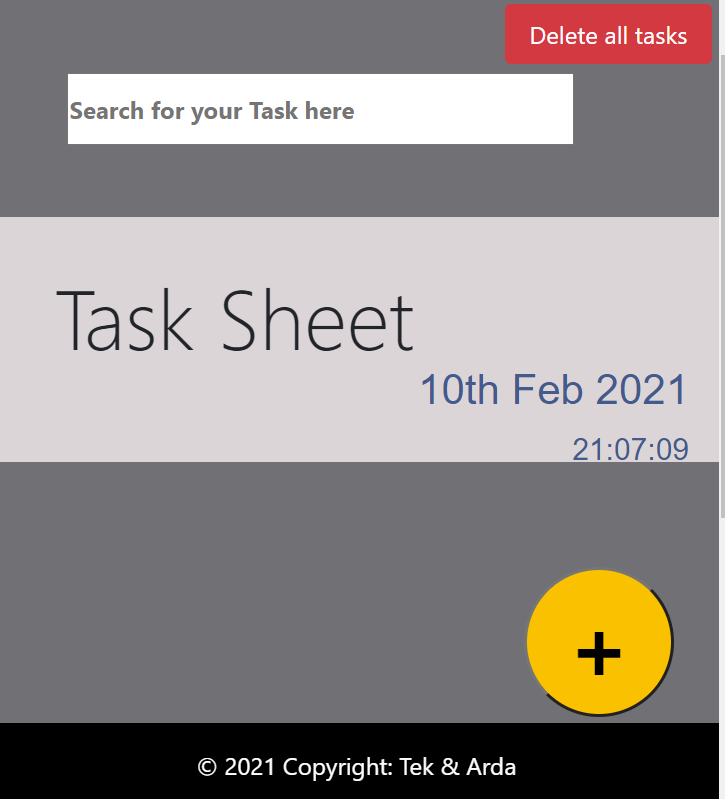 Delete all tasks
Search for your Task here
Task Sheet
10th Feb 2021
21:07:09
+
© 2021 Copyright: Tek & Arda